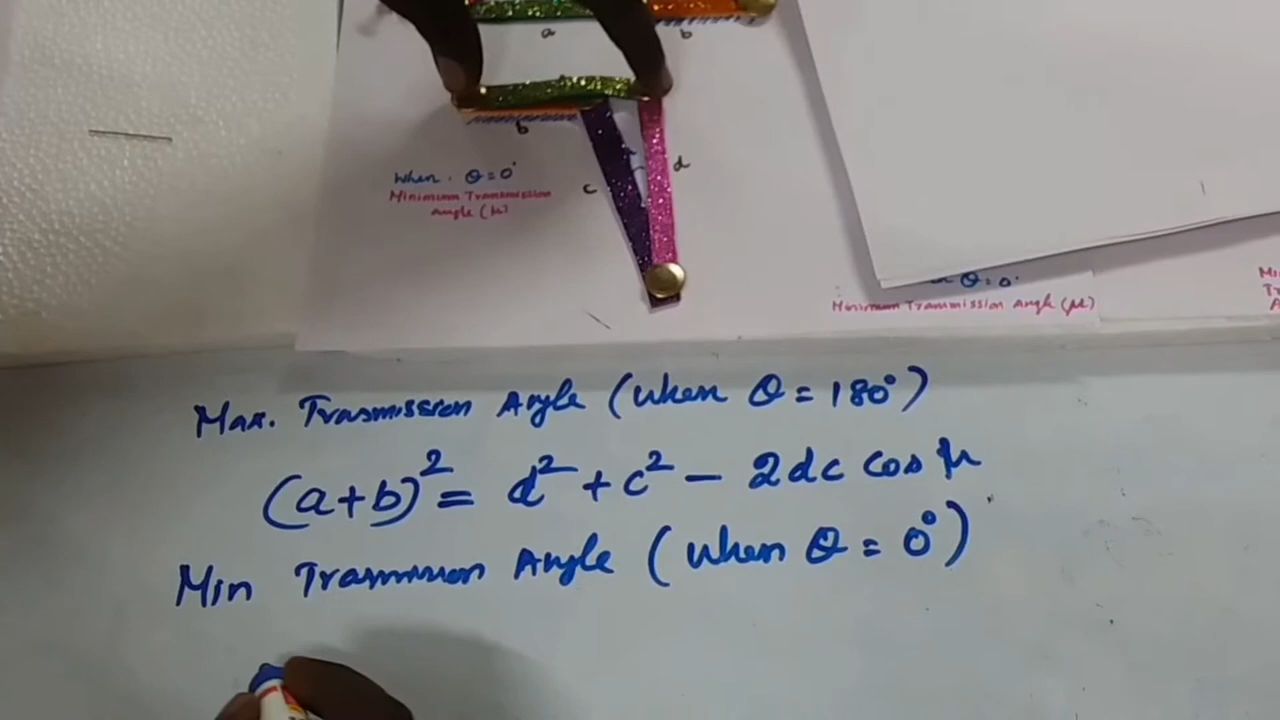 a b
b
c
d
When. θ=0°
Minimum Transmission
angle (μ)
θ=0°
Minimum Transmission Angle (μ)
Max. Trasmission Angle (When θ=180°)
(a+b)²= d²+c²- 2dc cos μ
Min Trasmission Angle (When θ=0°)